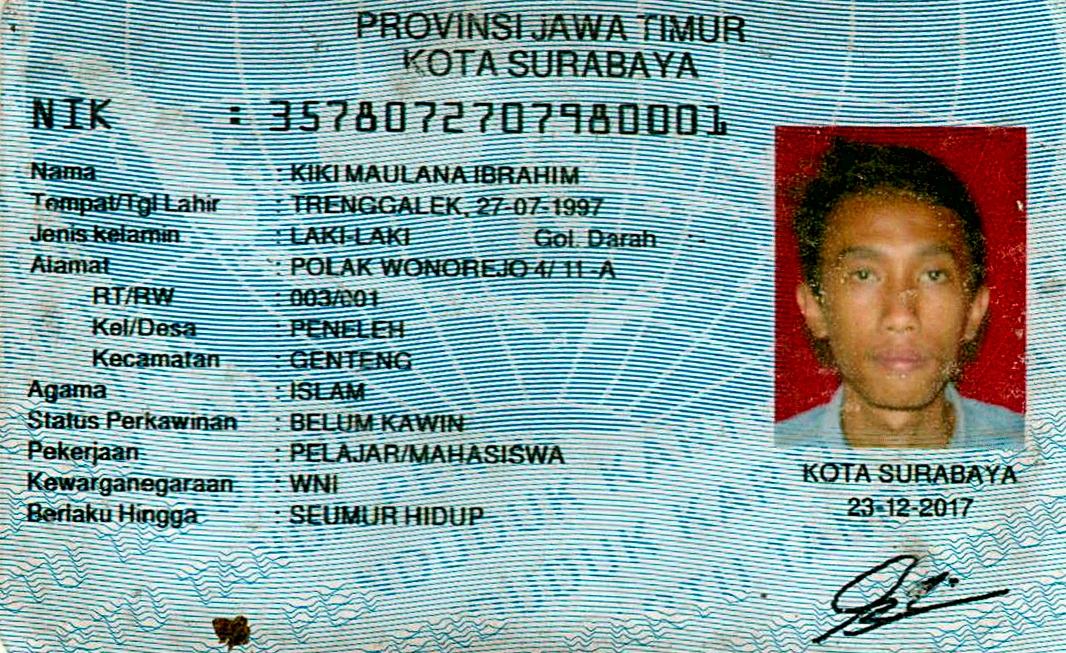 PROVINSI JAWA TIMUR
KOTA SURABAYA
NIK : 3578072707980001
Nama : KIKI MAULANA IBRAHIM
Tempat/Tgl Lahir : TRENGGALEK, 27-07-1997
Jenis kelamin : LAKI-LAKI Gol. Darah : -
Alamat : POLAK WONOREJO 4/ 11 -A
RT/RW : 003/001
Kel/Desa : PENELEH
Kecamatan : GENTENG
Agama : ISLAM
Status Perkawinan : BELUM KAWIN
Pekerjaan : PELAJAR/MAHASISWA
Kewarganegaraan : WNI
Berlaku Hingga : SEUMUR HIDUP
KOTA SURABAYA
23-12-2017